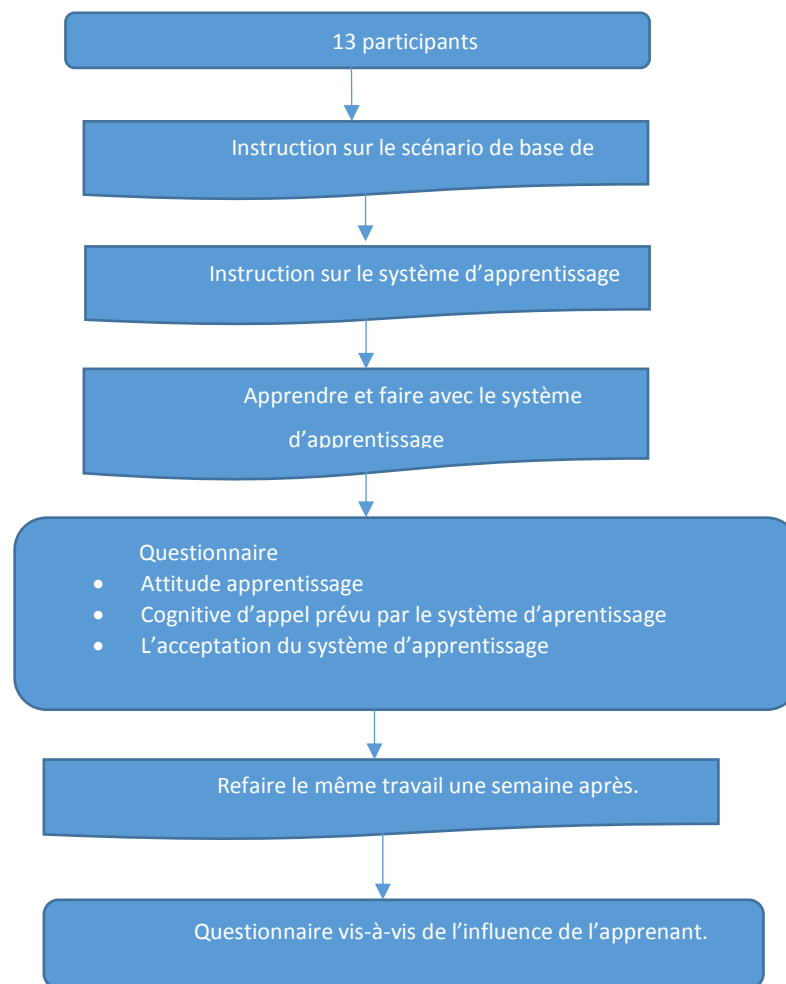 13 participants
Instruction sur le scénario de base de
Instruction sur le système d’apprentissage
Apprendre et faire avec le système
d’apprentissage
Questionnaire
• Attitude apprentissage
• Cognitive d’appel prévu par le système d’aprentissage
• L’acceptation du système d’apprentissage
Refaire le même travail une semaine après.
Questionnaire vis-à-vis de l’influence de l’apprenant.